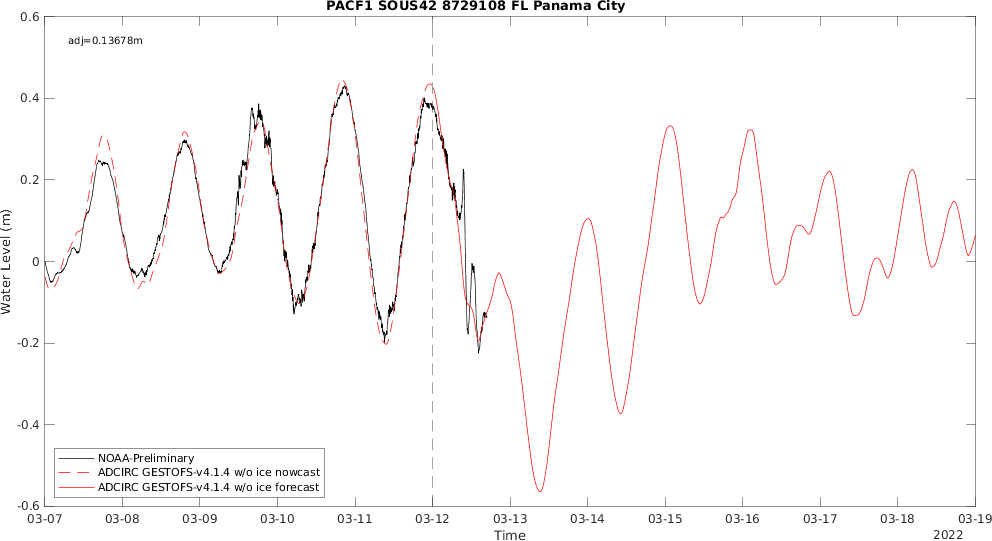 PACF1 SOUS42 8729108 FL Panama City
adj=0.13678m
0.6
0.4
0.2
0
-0.2
-0.4
-0.6
Water Level (m)
NOAA-Preliminary
ADCIRC GESTOFS-v4.1.4 w/o ice nowcast
ADCIRC GESTOFS-v4.1.4 w/o ice forecast
03-07 03-08 03-09 03-10 03-11 03-12 03-13 03-14 03-15 03-16 03-17 03-18 03-19
Time
2022